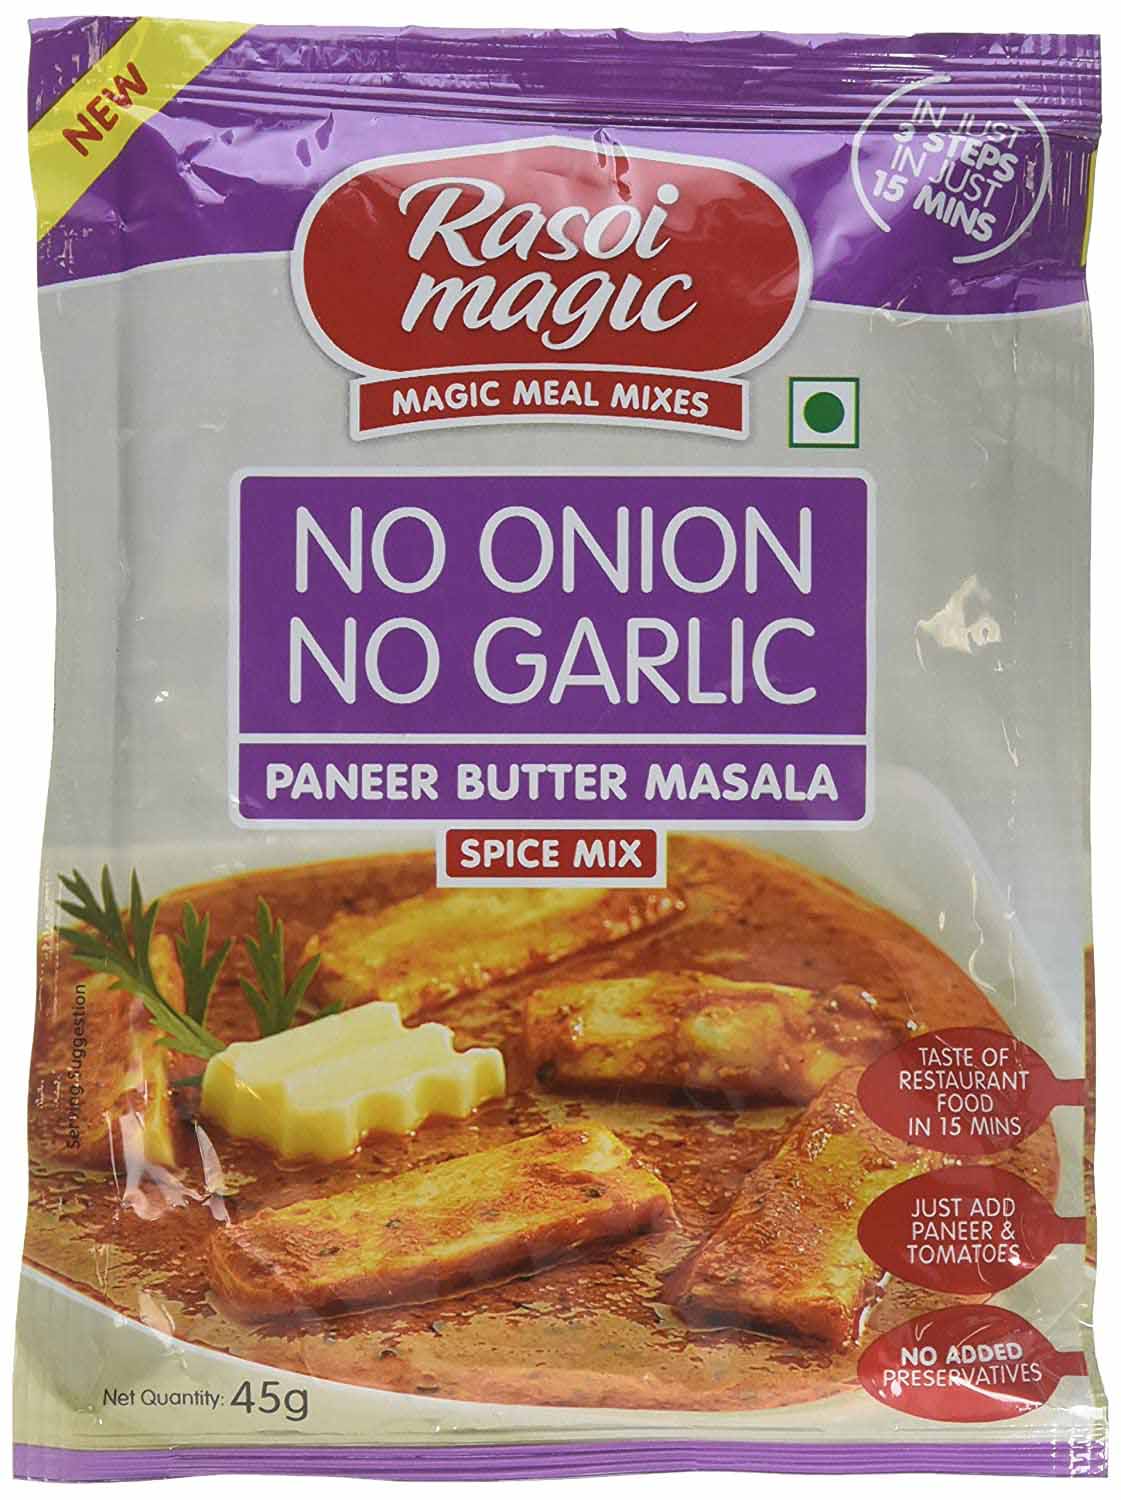 NEW
IN JUST
3 STEPS
IN JUST
15 MINS
Rasoi
magic
MAGIC MEAL MIXES
NO ONION
NO GARLIC
PANEER BUTTER MASALA
SPICE MIX
Serving Suggestion
TASTE OF
RESTAURANT
FOOD
IN 15 MINS
JUST ADD
PANEER &
TOMATOES
NO ADDED
PRESERVATIVES
Net Quantity: 45g